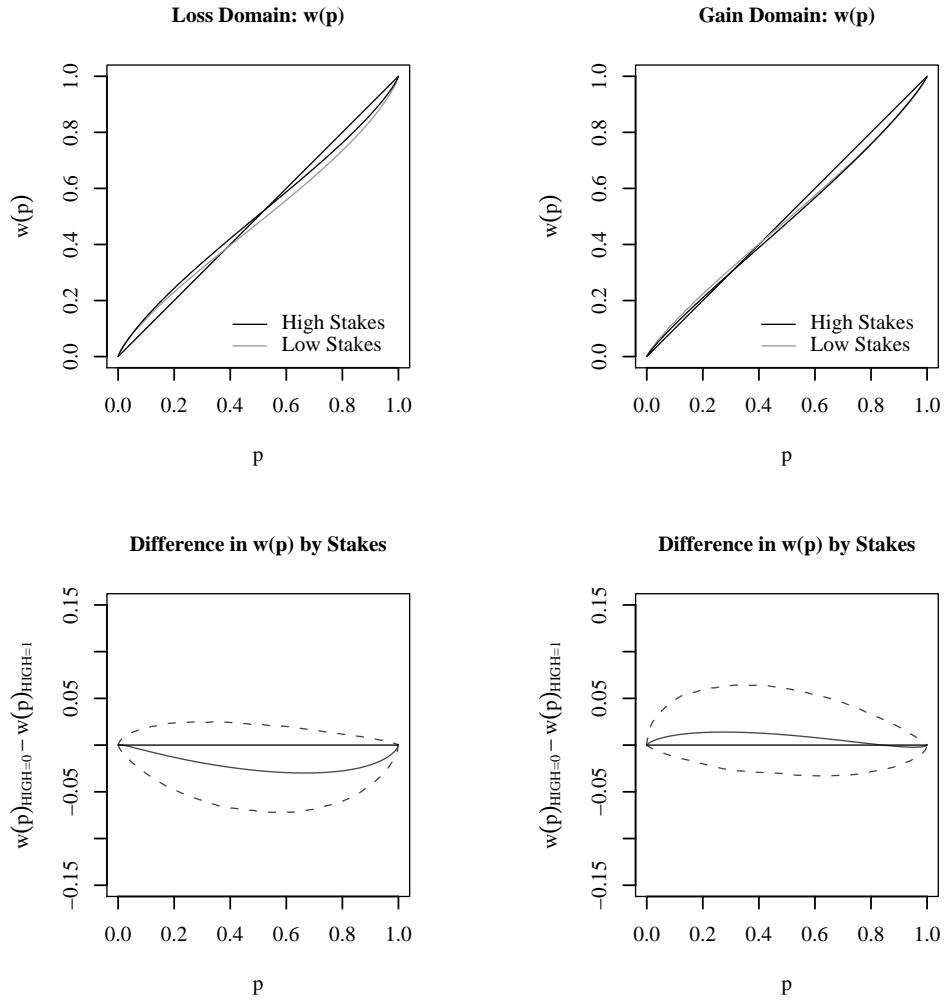 Loss Domain: w(p)
w(p)
0.0 0.2 0.4 0.6 0.8 1.0
High Stakes
Low Stakes
0.0 0.2 0.4 0.6 0.8 1.0
p
Gain Domain: w(p)
w(p)
0.0 0.2 0.4 0.6 0.8 1.0
High Stakes
Low Stakes
0.0 0.2 0.4 0.6 0.8 1.0
p
Difference in w(p) by Stakes
w(p)HIGH=0 − w(p)HIGH=1
−0.15 −0.05 0.05 0.15
0.0 0.2 0.4 0.6 0.8 1.0
p
Difference in w(p) by Stakes
w(p)HIGH=0 − w(p)HIGH=1
−0.15 −0.05 0.05 0.15
0.0 0.2 0.4 0.6 0.8 1.0
p